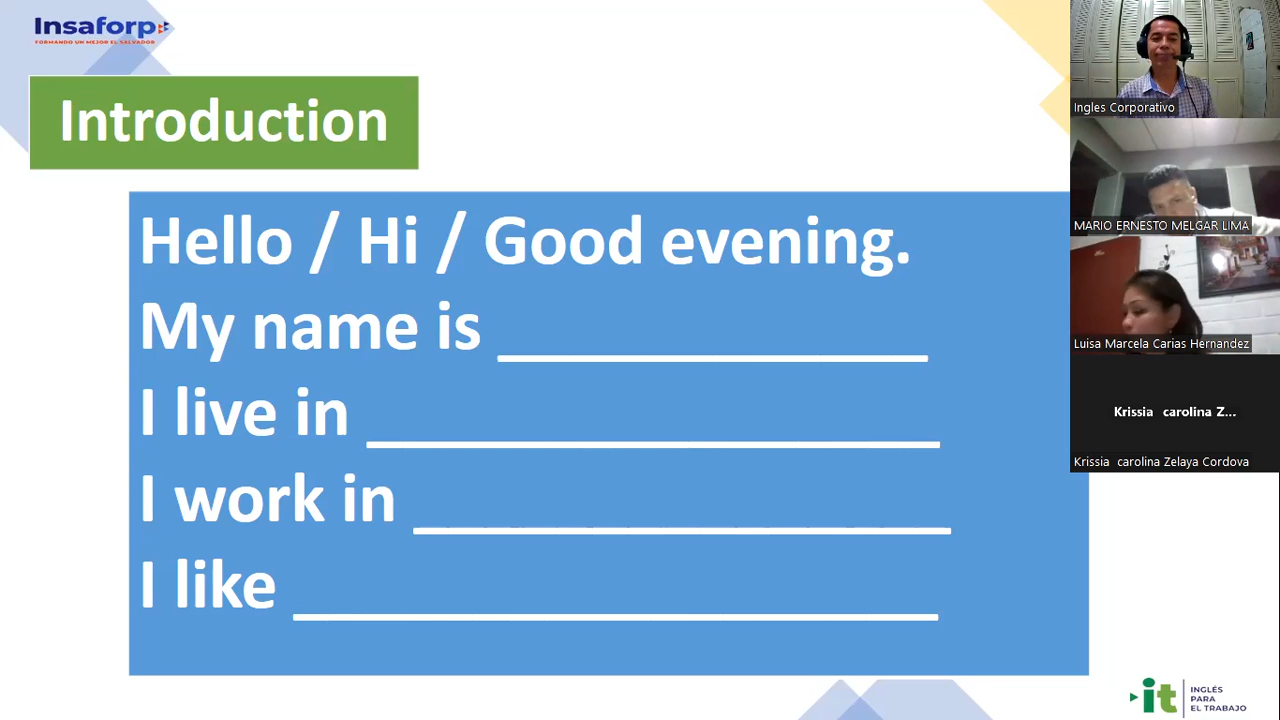 Insaforp
FORMANDO UN MEJOR EL SALVADOR
Introduction
Hello / Hi / Good evening.
My name is _______________
I live in ____________________
I work in ___________________
I like _______________________
Ingles Corporativo
MARIO ERNESTO MELGAR LIMA
Luisa Marcela Carias Hernandez
Krissia carolina Z...
Krissia carolina Zelaya Cordova
it
INGLÉS
PARA
EL TRABAJO